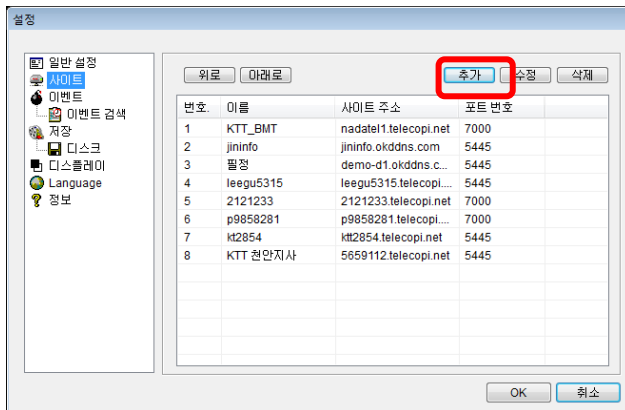 설정
일반 설정
사이트
이벤트
이벤트 검색
저장
디스크
디스플레이
Language
정보
위로 아래로 추가 수정 삭제
번호. 이름 사이트 주소 포트 번호
1 KTT_BMT nadatel1.telecopi.net 7000
2 jininfo jininfo.okddns.com 5445
3 필정 demo-d1.okddns.c... 5445
4 leegu5315 leegu5315.telecopi.... 5445
5 2121233 2121233.telecopi.net 7000
6 p9858281 p9858281.telecopi.... 7000
7 kt2854 ktt2854.telecopi.net 5445
8 KTT 천안지사 5659112.telecopi.net 5445
OK 취소